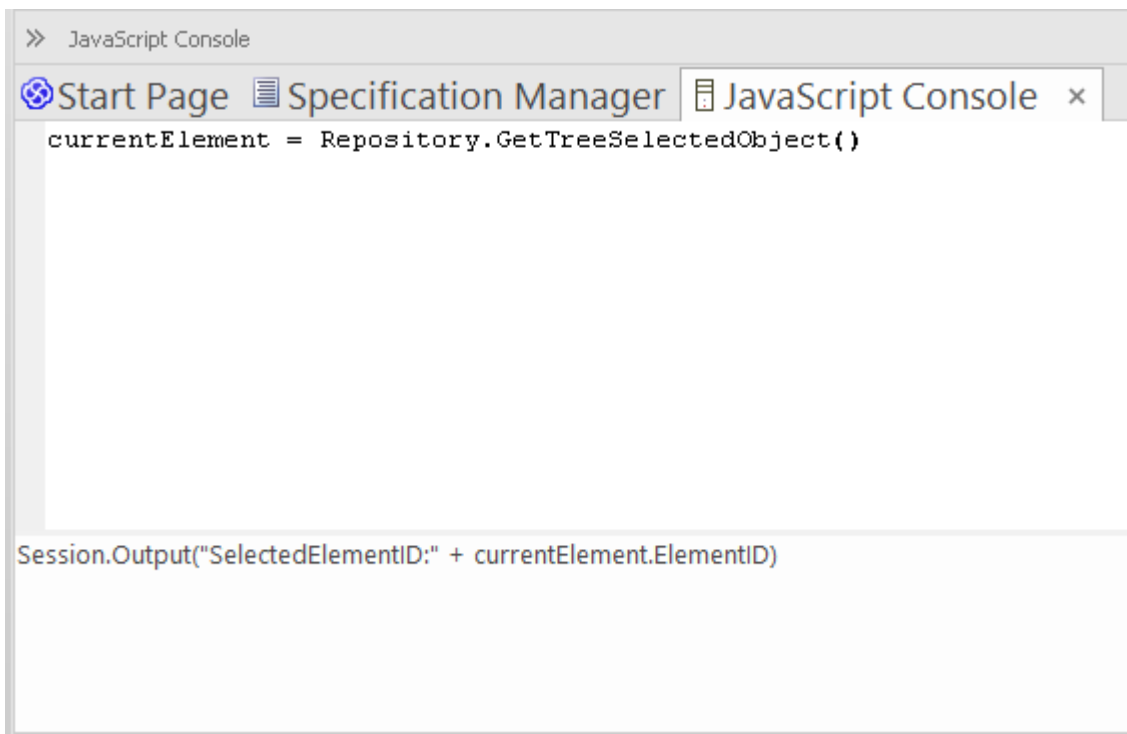 JavaScript Console
Start Page Specification Manager JavaScript Console
currentElement = Repository.GetTreeSelectedObject()
Session.Output("SelectedElementID:" + currentElement.ElementID)